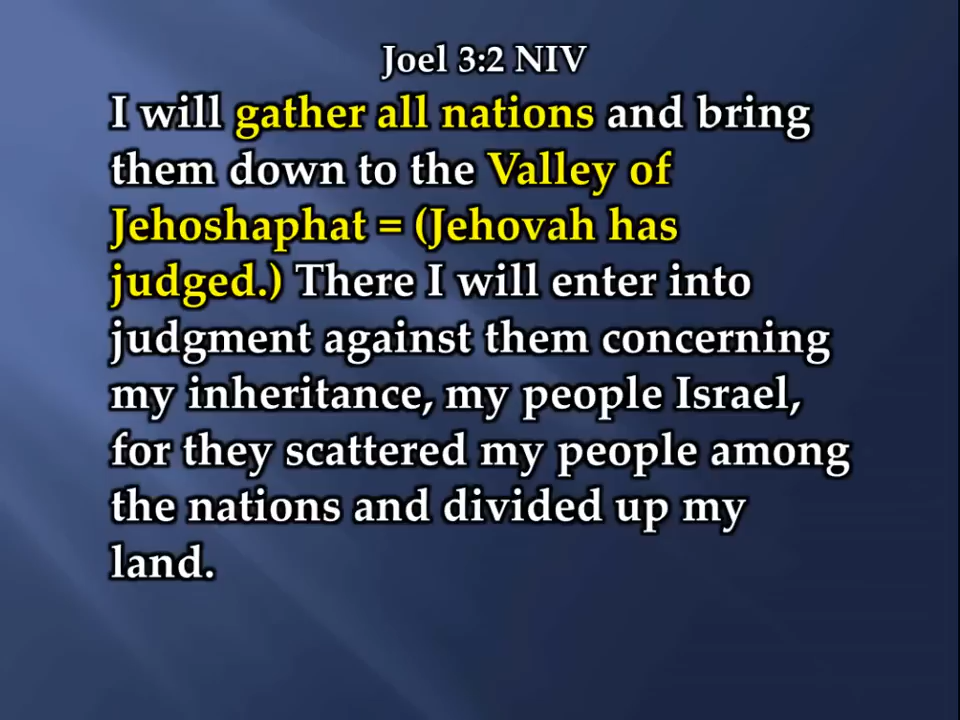 Joel 3:2 NIV
I will gather all nations and bring
them down to the Valley of
Jehoshaphat = (Jehovah has
judged.) There I will enter into
judgment against them concerning
my inheritance, my people Israel,
for they scattered my people among
the nations and divided up my
land.